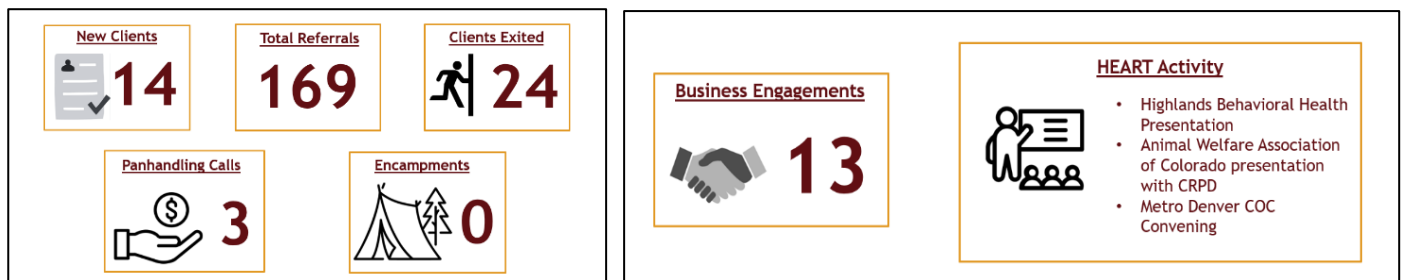 New Clients
14
Total Referrals
169
Clients Exited
24
Panhandling Calls
$
3
Encampments
0
Business Engagements
13
HEART Activity
• Highlands Behavioral Health
Presentation
• Animal Welfare Association
of Colorado presentation
with CRPD
• Metro Denver COC
Convening